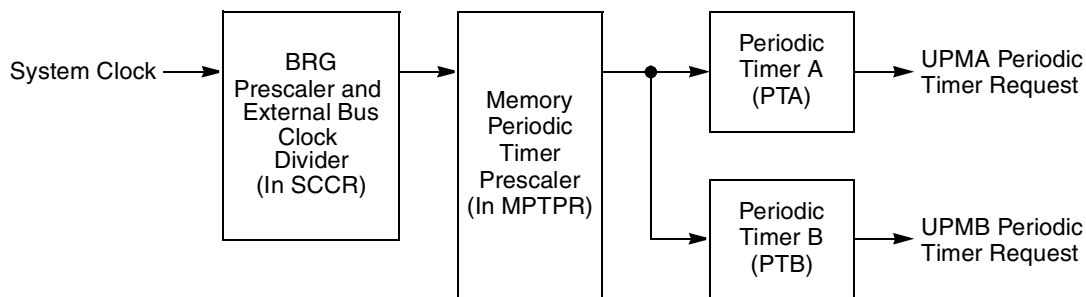 System Clock
BRG
Prescaler and
External Bus
Clock
Divider
(In SCCR)
Memory
Periodic
Timer
Prescaler
(In MPTPR)
Periodic
Timer A
(PTA)
UPMA Periodic
Timer Request
Periodic
Timer B
(PTB)
UPMB Periodic
Timer Request